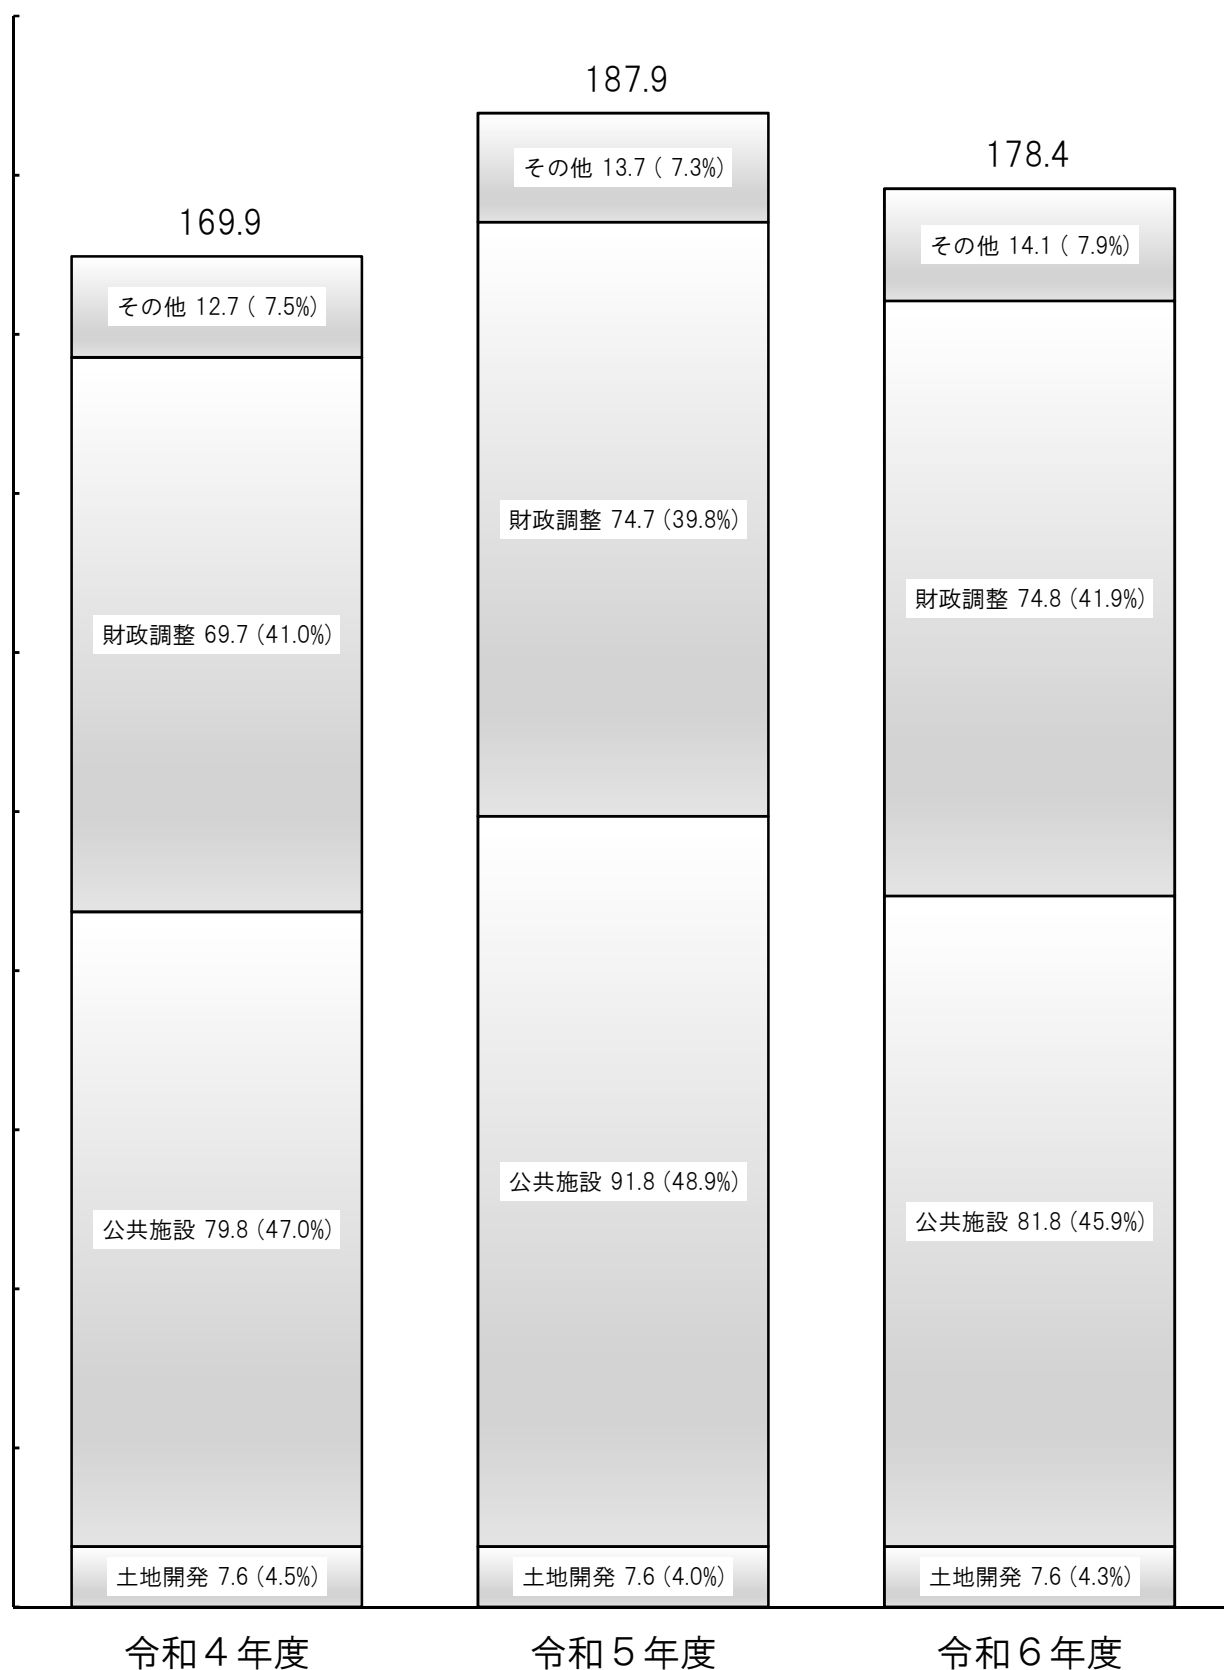 187.9
その他 13.7 ( 7.3%)
178.4
169.9
その他 14.1 ( 7.9%)
その他 12.7 ( 7.5%)
財政調整 74.7 (39.8%)
財政調整 74.8 (41.9%)
財政調整 69.7 (41.0%)
公共施設 91.8 (48.9%)
公共施設 81.8 (45.9%)
公共施設 79.8 (47.0%)
土地開発 7.6 (4.5%)
土地開発 7.6 (4.0%)
土地開発 7.6 (4.3%)
令和４年度
令和５年度
令和６年度